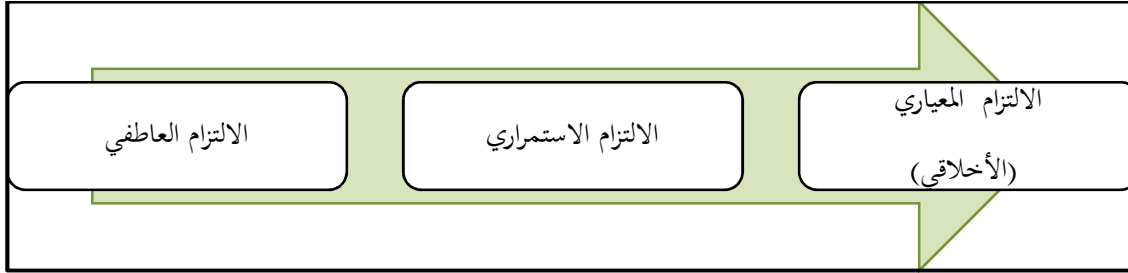 الالتزام المعياري
(الأخلاقي)
الالتزام الاستمراري
الالتزام العاطفي